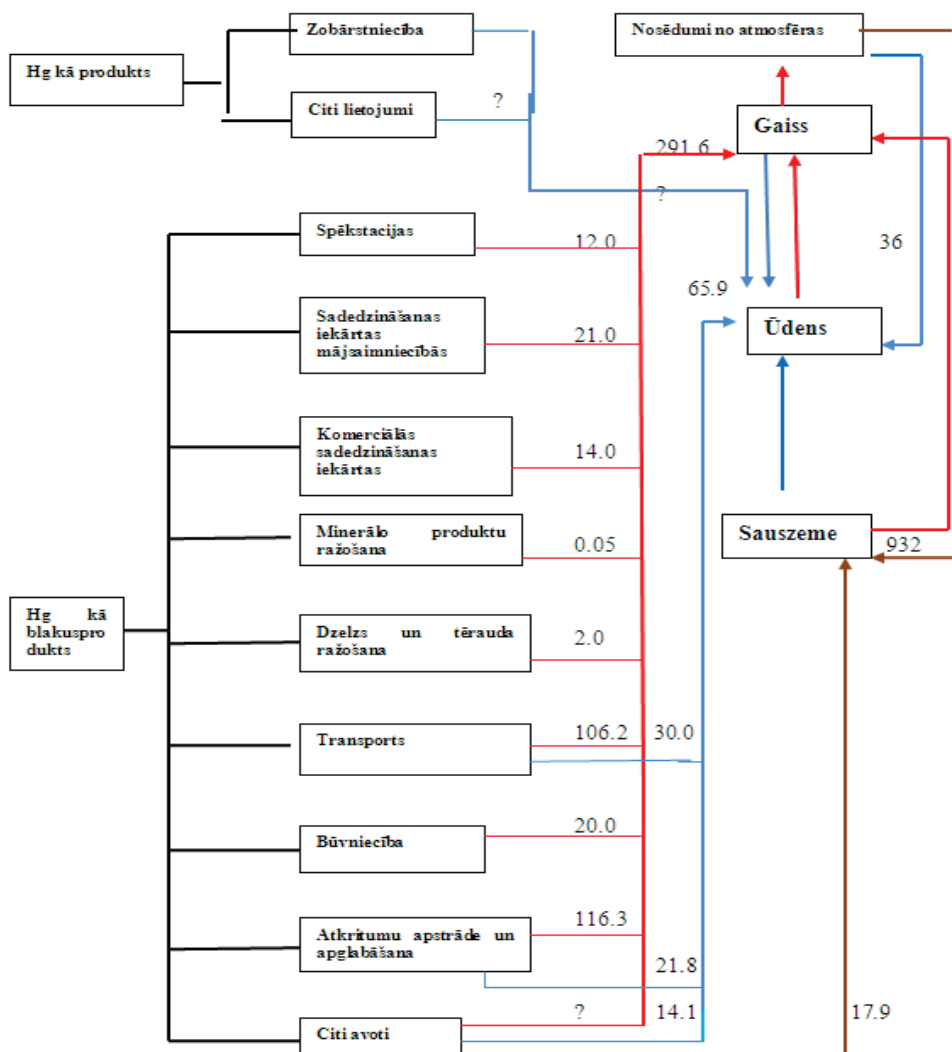 Zobārstniecība
Nosēdumi no atmosfēras
Hg kā produkts
Citi lietojumi
?
Gaiss
291.6
?
Spēkstacijas
12.0
36
65.9
Sadedzināšanas
iekārtas
mājsaimniecībās
21.0
Ūdens
Komerciālās
sadedzināšanas
iekārtas
14.0
Minerālo produktu
ražošana
0.05
Sauszeme
932
Hg kā
blakuspro
dukts
Dzelzs un tērauda
ražošana
2.0
Transports
106.2
30.0
Būvniecība
20.0
Atkritumu apstrāde un
apglabāšana
116.3
21.8
Citi avoti
?
14.1
17.9